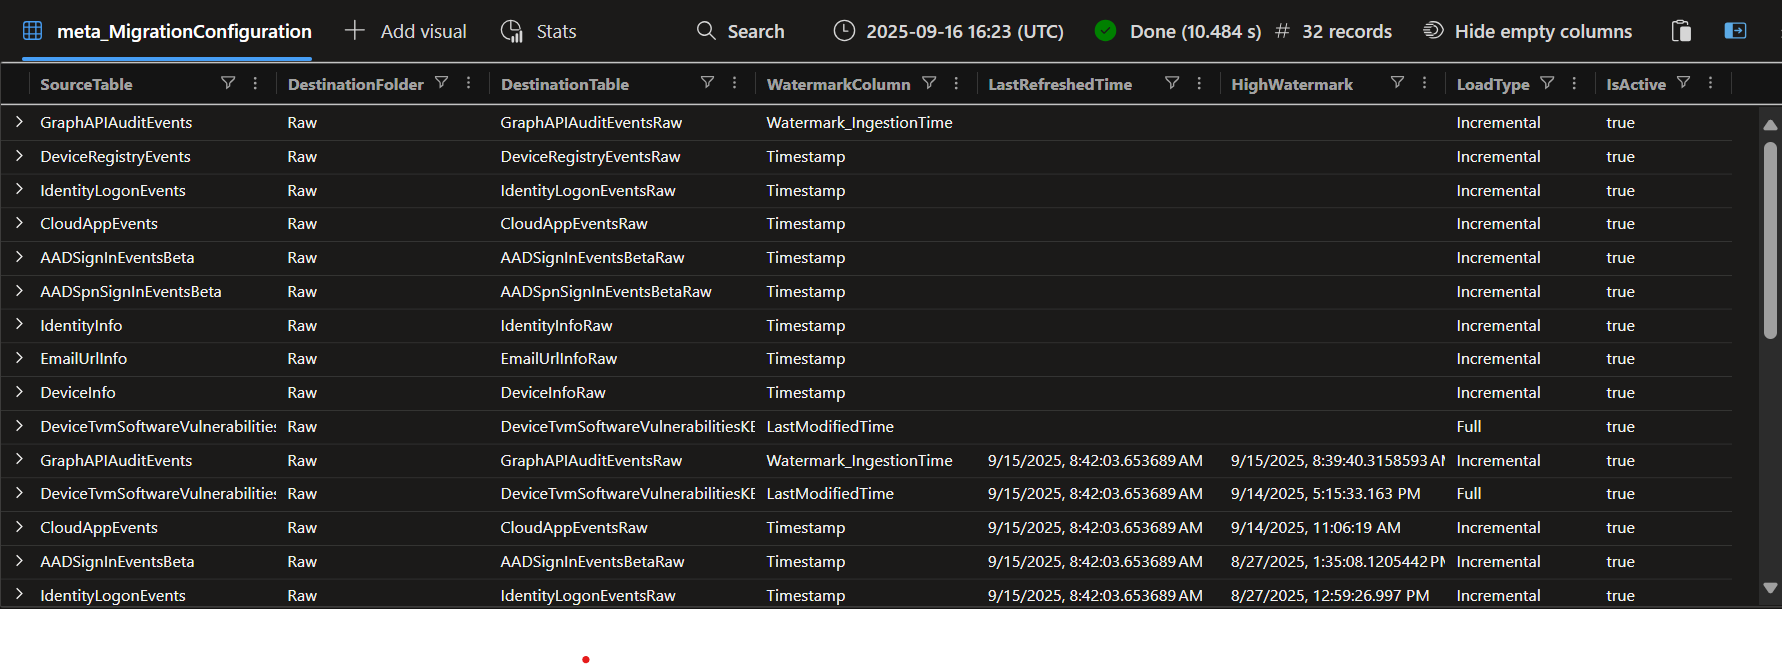 meta_MigrationConfiguration Add visual Stats Search 2025-09-16 16:23 (UTC) Done (10.484 s) # 32 records Hide empty columns
SourceTable DestinationFolder DestinationTable WatermarkColumn LastRefreshedTime HighWatermark LoadType IsActive
GraphAPIAuditEvents Raw GraphAPIAuditEventsRaw Watermark_IngestionTime Incremental true
DeviceRegistryEvents Raw DeviceRegistryEventsRaw Timestamp Incremental true
IdentityLogonEvents Raw IdentityLogonEventsRaw Timestamp Incremental true
CloudAppEvents Raw CloudAppEventsRaw Timestamp Incremental true
AADSignInEventsBeta Raw AADSignInEventsBetaRaw Timestamp Incremental true
AADSpnSignInEventsBeta Raw AADSpnSignInEventsBetaRaw Timestamp Incremental true
IdentityInfo Raw IdentityInfoRaw Timestamp Incremental true
EmailUrlInfo Raw EmailUrlInfoRaw Timestamp Incremental true
DeviceInfo Raw DeviceInfoRaw Timestamp Incremental true
DeviceTvmSoftwareVulnerabilities Raw DeviceTvmSoftwareVulnerabilitiesKB LastModifiedTime Full true
GraphAPIAuditEvents Raw GraphAPIAuditEventsRaw Watermark_IngestionTime 9/15/2025, 8:42:03.653689 AM 9/15/2025, 8:39:40.3158593 AM Incremental true
DeviceTvmSoftwareVulnerabilities Raw DeviceTvmSoftwareVulnerabilitiesKB LastModifiedTime 9/15/2025, 8:42:03.653689 AM 9/14/2025, 5:15:33.163 PM Full true
CloudAppEvents Raw CloudAppEventsRaw Timestamp 9/15/2025, 8:42:03.653689 AM 9/14/2025, 11:06:19 AM Incremental true
AADSignInEventsBeta Raw AADSignInEventsBetaRaw Timestamp 9/15/2025, 8:42:03.653689 AM 8/27/2025, 1:35:08.1205442 PM Incremental true
IdentityLogonEvents Raw IdentityLogonEventsRaw Timestamp 9/15/2025, 8:42:03.653689 AM 8/27/2025, 12:59:26.997 PM Incremental true